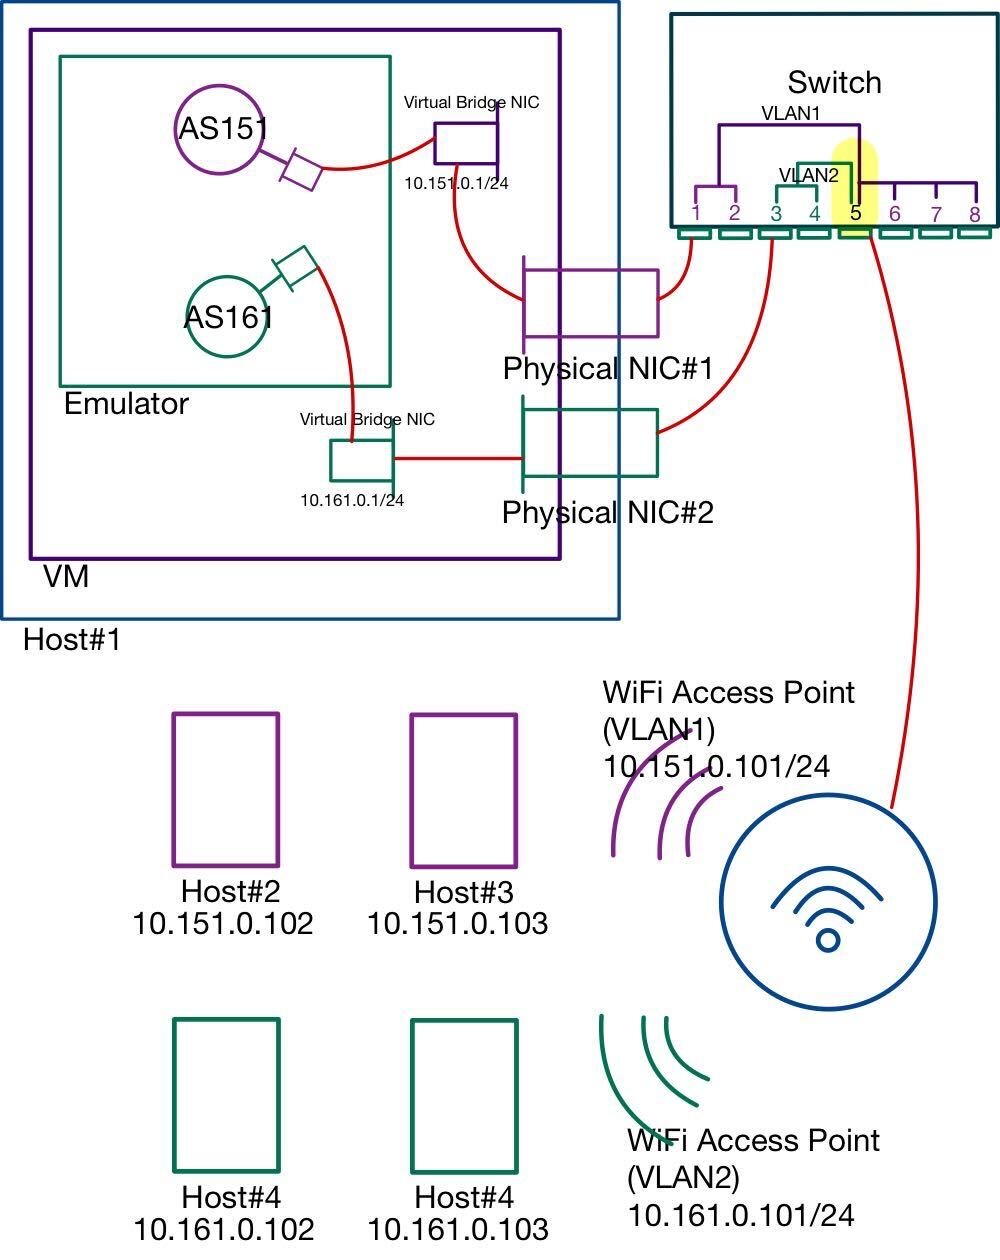 Switch
VLAN1
VLAN2
1 2 3 4 5 6 7 8
AS151
Virtual Bridge NIC
10.151.0.1/24
AS161
Physical NIC#1
Emulator
Virtual Bridge NIC
10.161.0.1/24
Physical NIC#2
VM
Host#1
WiFi Access Point
(VLAN1)
10.151.0.101/24
Host#2
10.151.0.102
Host#3
10.151.0.103
Host#4
10.161.0.102
Host#4
10.161.0.103
WiFi Access Point
(VLAN2)
10.161.0.101/24